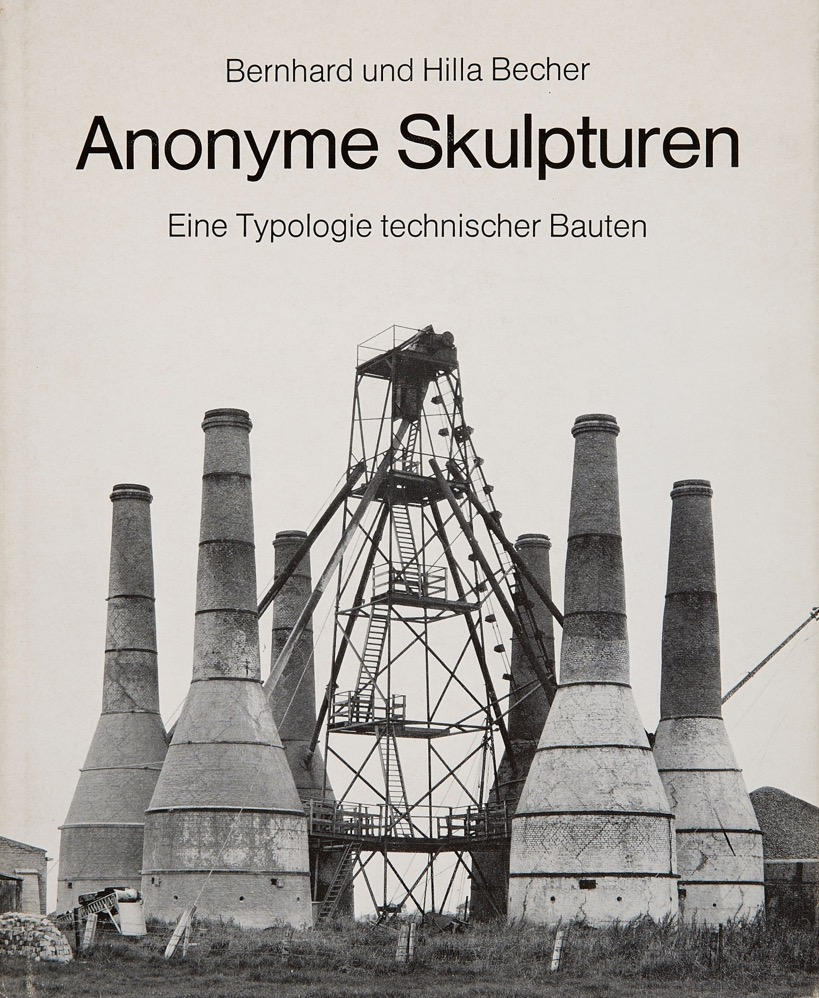 Bernhard und Hilla Becher
Anonyme Skulpturen
Eine Typologie technischer Bauten